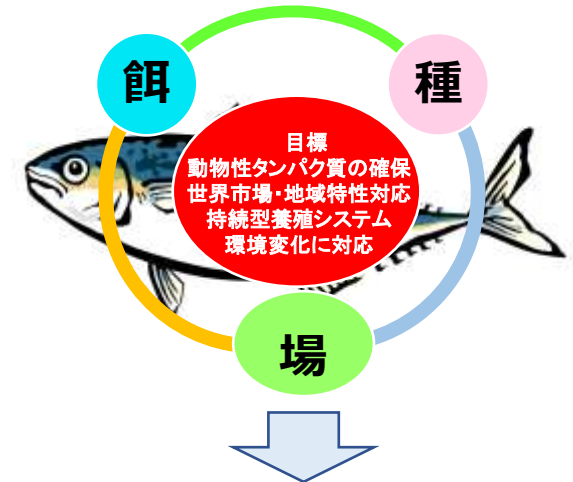 餌
種
目標
動物性タンパク質の確保
世界市場・地域特性対応
持続型養殖システム
環境変化に対応
場